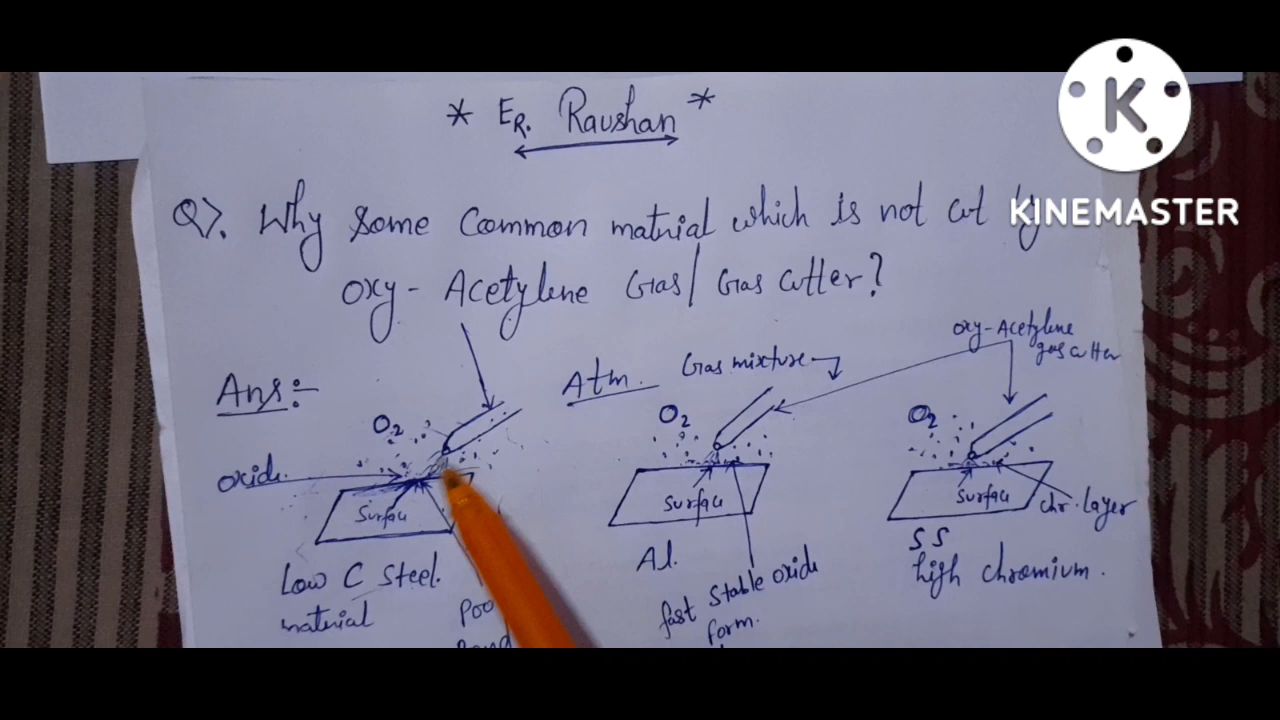 * ER. Raushan *
KINEMASTER
Q7. Why Some Common material which is not cut by
Oxy- Acetylene Gas/ Gas cutter?
Ans:-
Atm.
Gas mixture
Oxy-Acetylene
gas cutter
O2
O2
O2
oxide.
Surface
Surface
Surface
chr. layer
Low C Steel.
material
Al.
fast Stable oxide
form.
SS
high chromium.